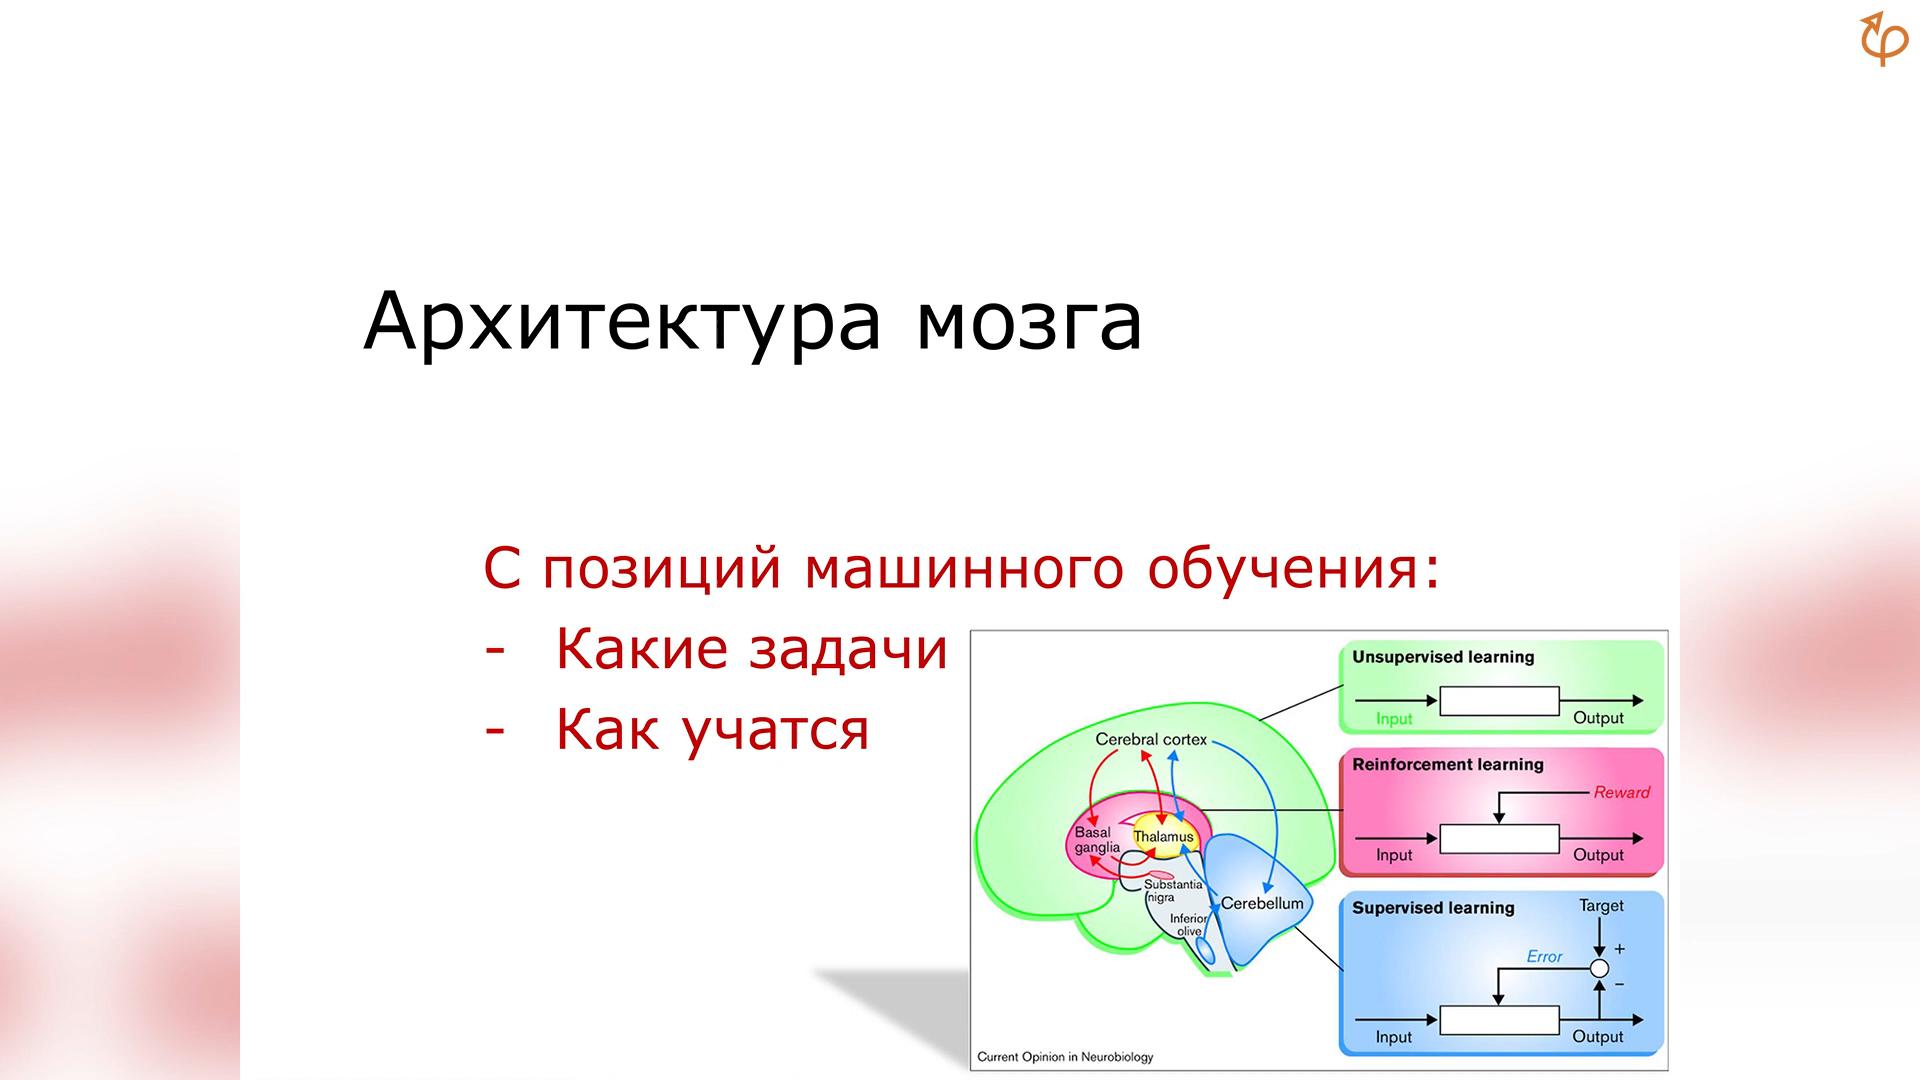 Архитектура мозга
С позиций машинного обучения:
- Какие задачи
- Как учатся
Cerebral cortex
Basal
ganglia
Thalamus
Substantia
nigra
Inferior
olive
Cerebellum
Unsupervised learning
Input
Output
Reinforcement learning
Reward
Input
Output
Supervised learning
Target
+
Error
−
Input
Output
Current Opinion in Neurobiology